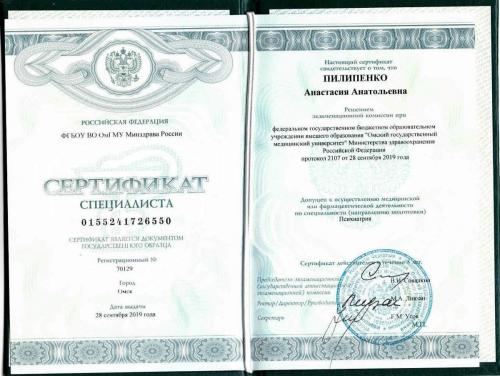 РОССИЙСКАЯ ФЕДЕРАЦИЯ
ФГБОУ ВО ОмГМУ Минздрава России
СЕРТИФИКАТ
СПЕЦИАЛИСТА
0155241726550
СЕРТИФИКАТ ЯВЛЯЕТСЯ ДОКУМЕНТОМ
ГОСУДАРСТВЕННОГО ОБРАЗЦА
Регистрационный №
70129
Город
Омск
Дата выдачи
28 сентября 2019 года
Настоящий сертификат
свидетельствует о том, что
ПИЛИПЕНКО
Анастасия Анатольевна
Решением
экзаменационной комиссии при
федеральном государственном бюджетном образовательном
учреждении высшего образования "Омский государственный
медицинский университет" Министерства здравоохранения
Российской Федерации
протокол 2107 от 28 сентября 2019 года
Допущен к осуществлению медицинской
или фармацевтической деятельности
по специальности (направлению подготовки)
Психиатрия
Сертификат действителен в течение 5 лет.
Председатель экзаменационной
(государственной аттестационной
экзаменационной) комиссии
Ректор/Директор/Руководитель
М.А. Ливзан
Секретарь
М.П.